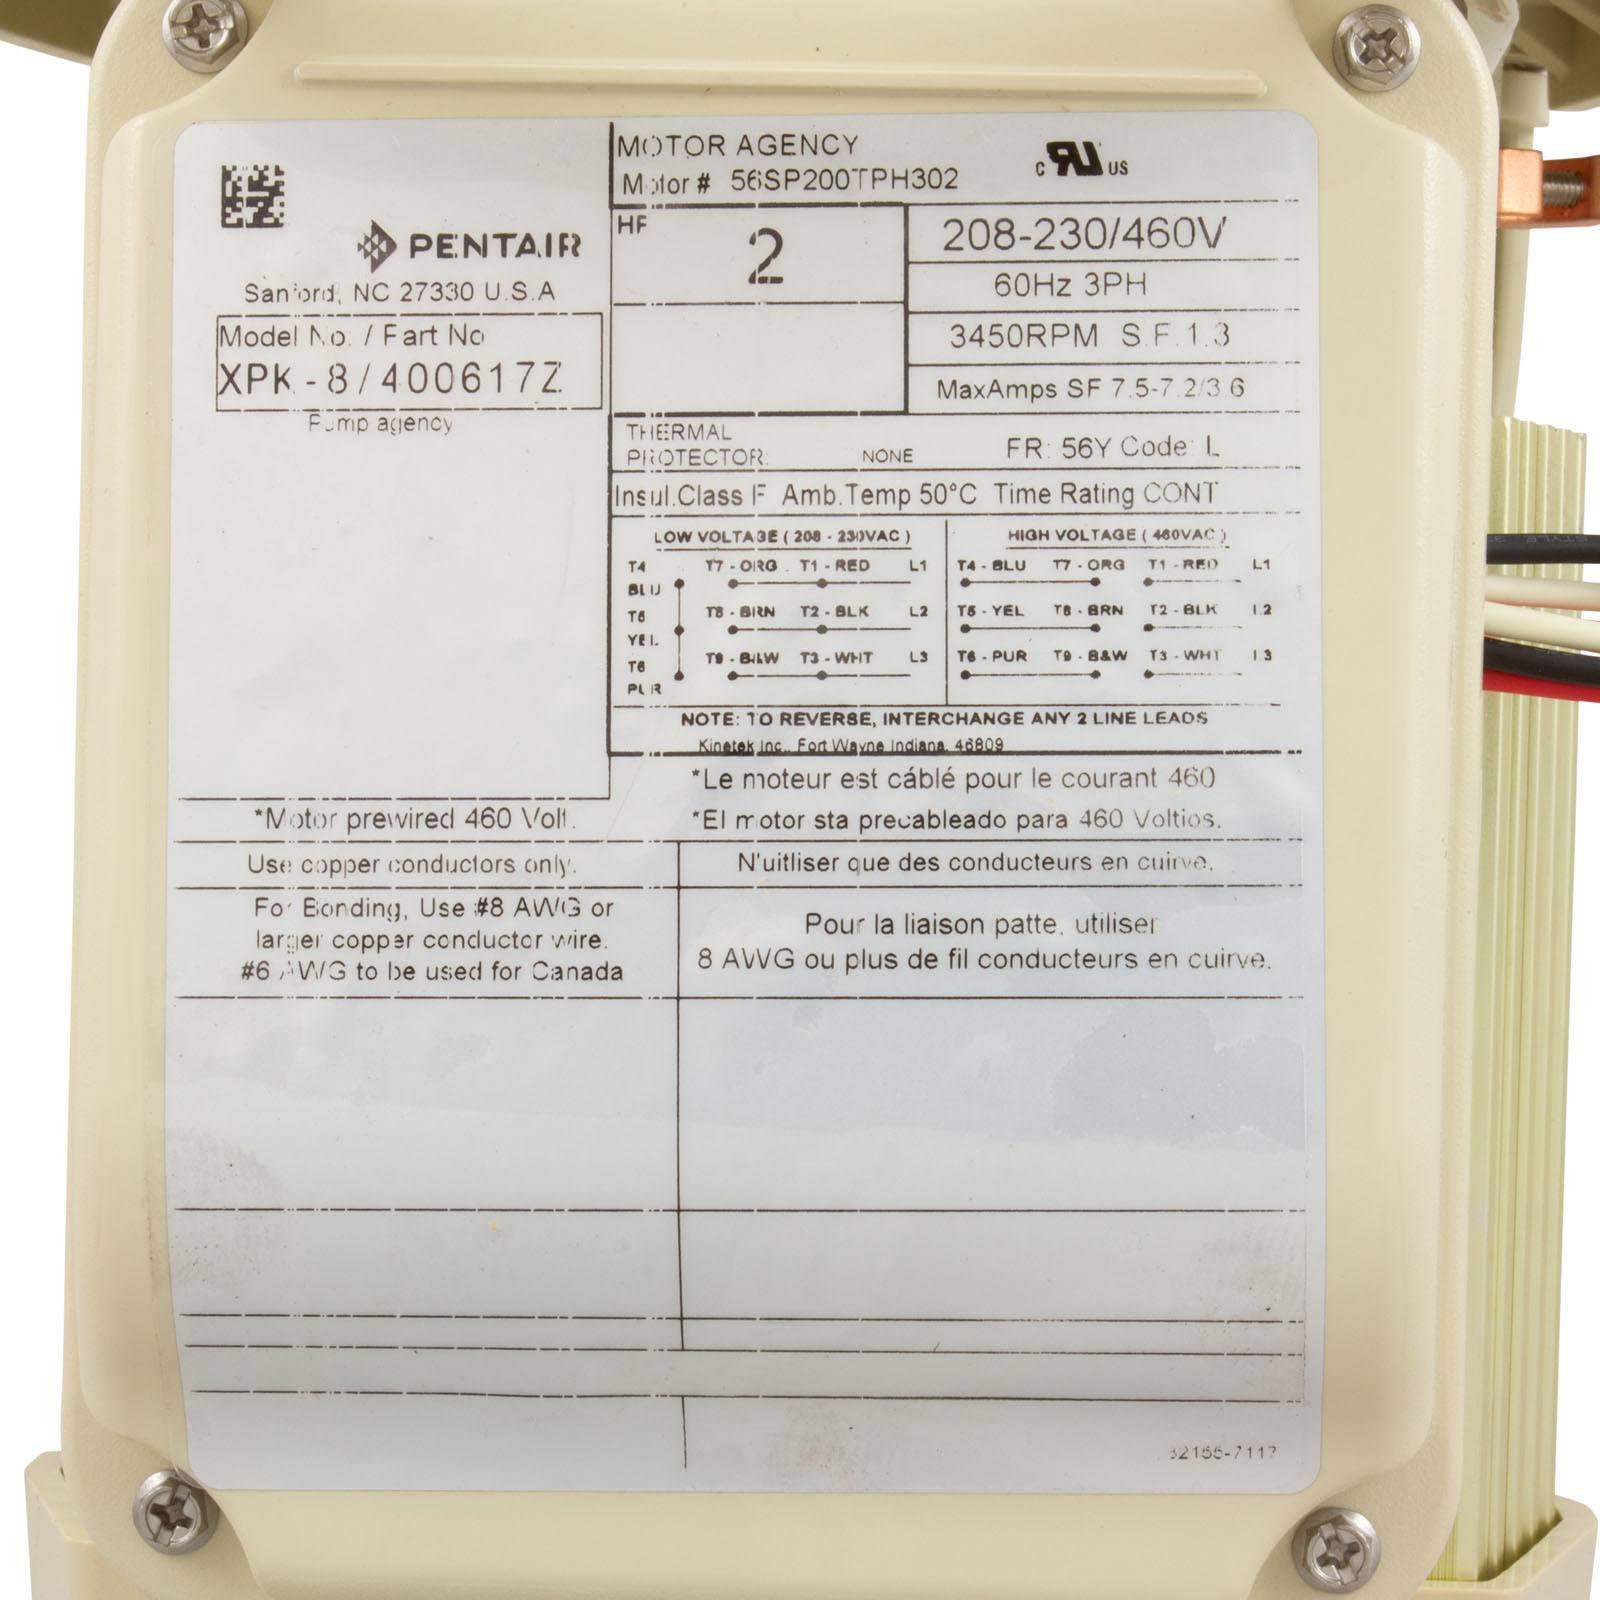 PENTAIR
Sanford, NC 27330 U.S.A
Model No. / Part No
XPK-8/400617Z
Pump agency
MOTOR AGENCY
Motor# 56SP200TPH302
c RU US
HP
2
208-230/460V
60Hz 3PH
3450RPM S.F.1.3
MaxAmps SF 7.5-7.2/3.6
THERMAL
PROTECTOR: NONE
FR: 56Y Code: L
Insul.Class F Amb.Temp 50°C Time Rating CONT
LOW VOLTAGE ( 208 - 230VAC )
T4 T7 - ORG . T1 - RED L1
BLU
T5 T8 - BRN T2 - BLK L2
YEL
T6 T9 - B&W T3 - WHT L3
PUR
HIGH VOLTAGE ( 460VAC )
T4 - BLU T7 - ORG T1 - RED L1
T5 - YEL T8 - BRN T2 - BLK L2
T6 - PUR T9 - B&W T3 - WHT L3
NOTE: TO REVERSE, INTERCHANGE ANY 2 LINE LEADS
Kinetek Inc., Fort Wayne Indiana, 46809
*Le moteur est cáblé pour le courant 460
*Motor prewired 460 Volt.
*El motor sta precableado para 460 Voltios.
Use copper conductors only.
N'uitliser que des conducteurs en cuirve.
For Bonding, Use #8 AWG or
larger copper conductor wire.
#6 AWG to be used for Canada
Pour la liaison patte, utiliser
8 AWG ou plus de fil conducteurs en cuirve.